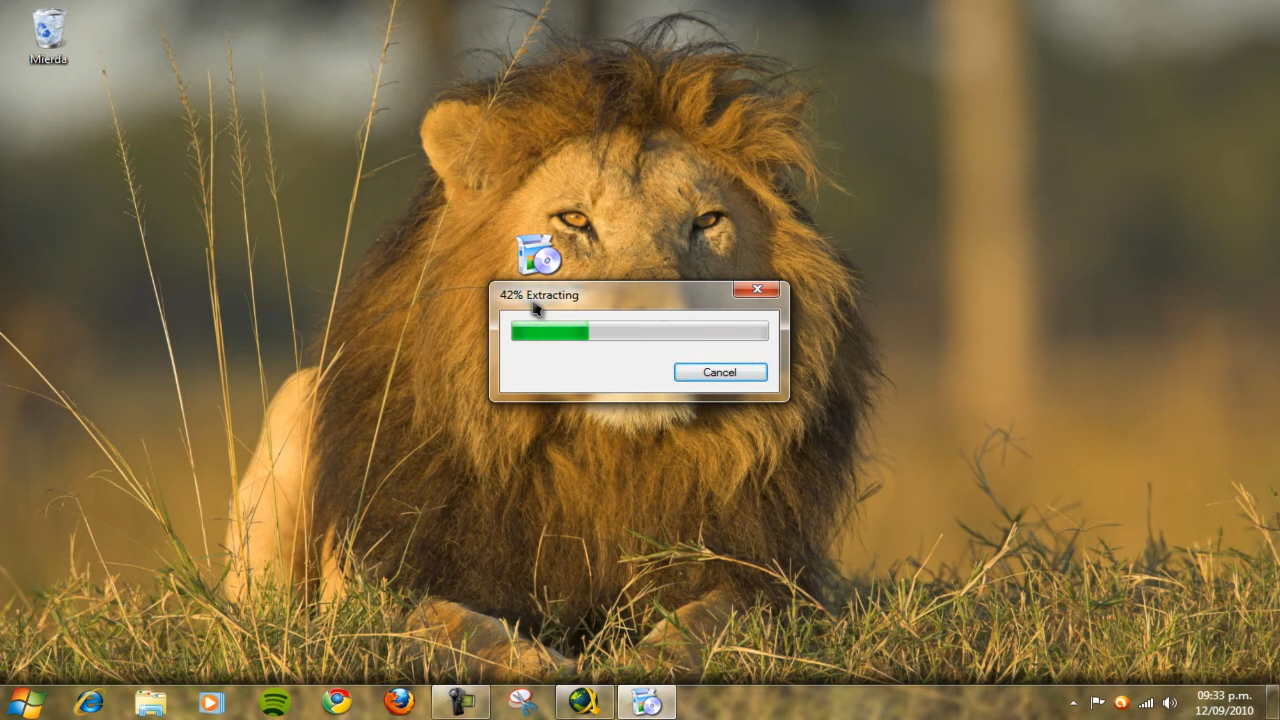 Mierda
42% Extracting
Cancel
09:33 p.m.
12/09/2010